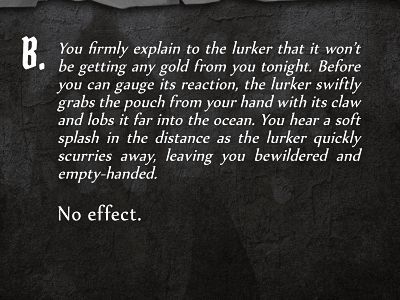 B. You firmly explain to the lurker that it won't
be getting any gold from you tonight. Before
you can gauge its reaction, the lurker swiftly
grabs the pouch from your hand with its claw
and lobs it far into the ocean. You hear a soft
splash in the distance as the lurker quickly
scurries away, leaving you bewildered and
empty-handed.
No effect.